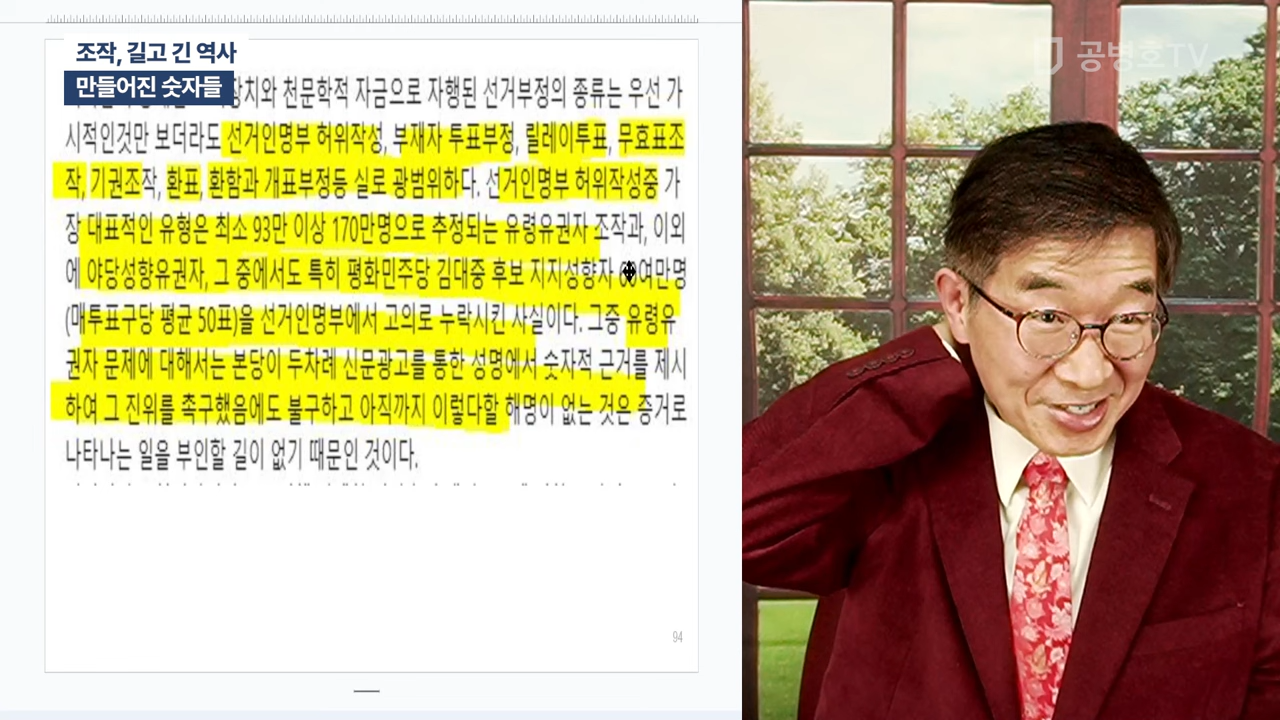 조작, 길고 긴 역사
만들어진 숫자들
공병호TV
장치와 천문학적 자금으로 자행된 선거부정의 종류는 우선 가
시적인것만 보더라도 선거인명부 허위작성, 부재자 투표부정, 릴레이투표, 무효표조
작, 기권조작, 환표, 환함과 개표부정등 실로 광범위하다. 선거인명부 허위작성중 가
장 대표적인 유형은 최소 93만 이상 170만명으로 추정되는 유령유권자 조작과, 이외
에 야당성향유권자, 그 중에서도 특히 평화민주당 김대중 후보 지지성향자 여만명
(매투표구당 평균 50표)을 선거인명부에서 고의로 누락시킨 사실이다. 그중 유령유
권자 문제에 대해서는 본당이 두차례 신문광고를 통한 성명에서 숫자적 근거를 제시
하여 그 진위를 촉구했음에도 불구하고 아직까지 이렇다할 해명이 없는 것은 증거로
나타나는 일을 부인할 길이 없기 때문인 것이다.
94